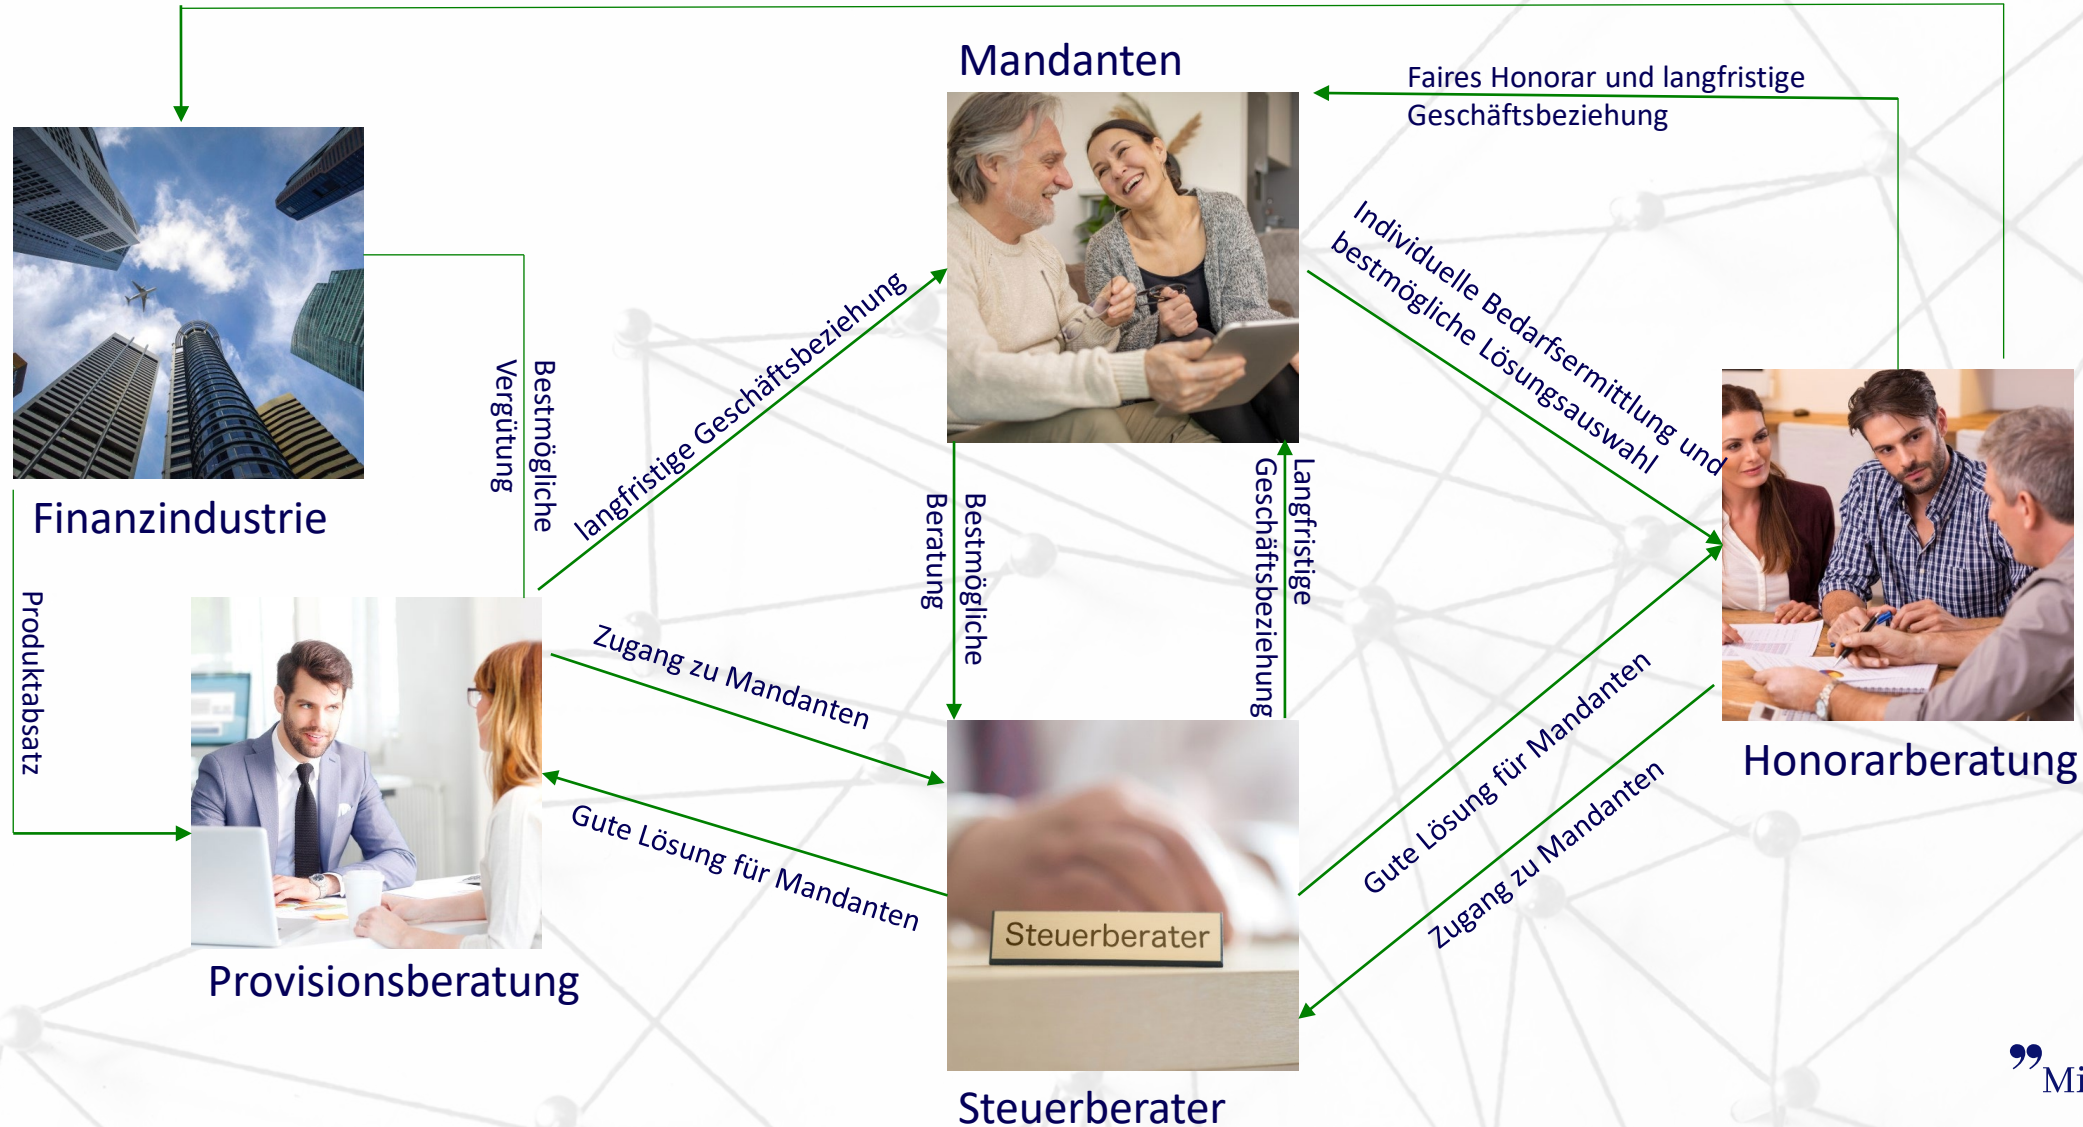 Mandanten
Faires Honorar und langfristige
Geschäftsbeziehung
Individuelle Bedarfsermittlung und
bestmögliche Lösungsauswahl
langfristige Geschäftsbeziehung
Bestmögliche
Vergütung
Finanzindustrie
Produktabsatz
Bestmögliche
Beratung
Langfristige
Geschäftsbeziehung
Zugang zu Mandanten
Gute Lösung für Mandanten
Gute Lösung für Mandanten
Zugang zu Mandanten
Honorarberatung
Steuerberater
Provisionsberatung
Steuerberater
”Mi